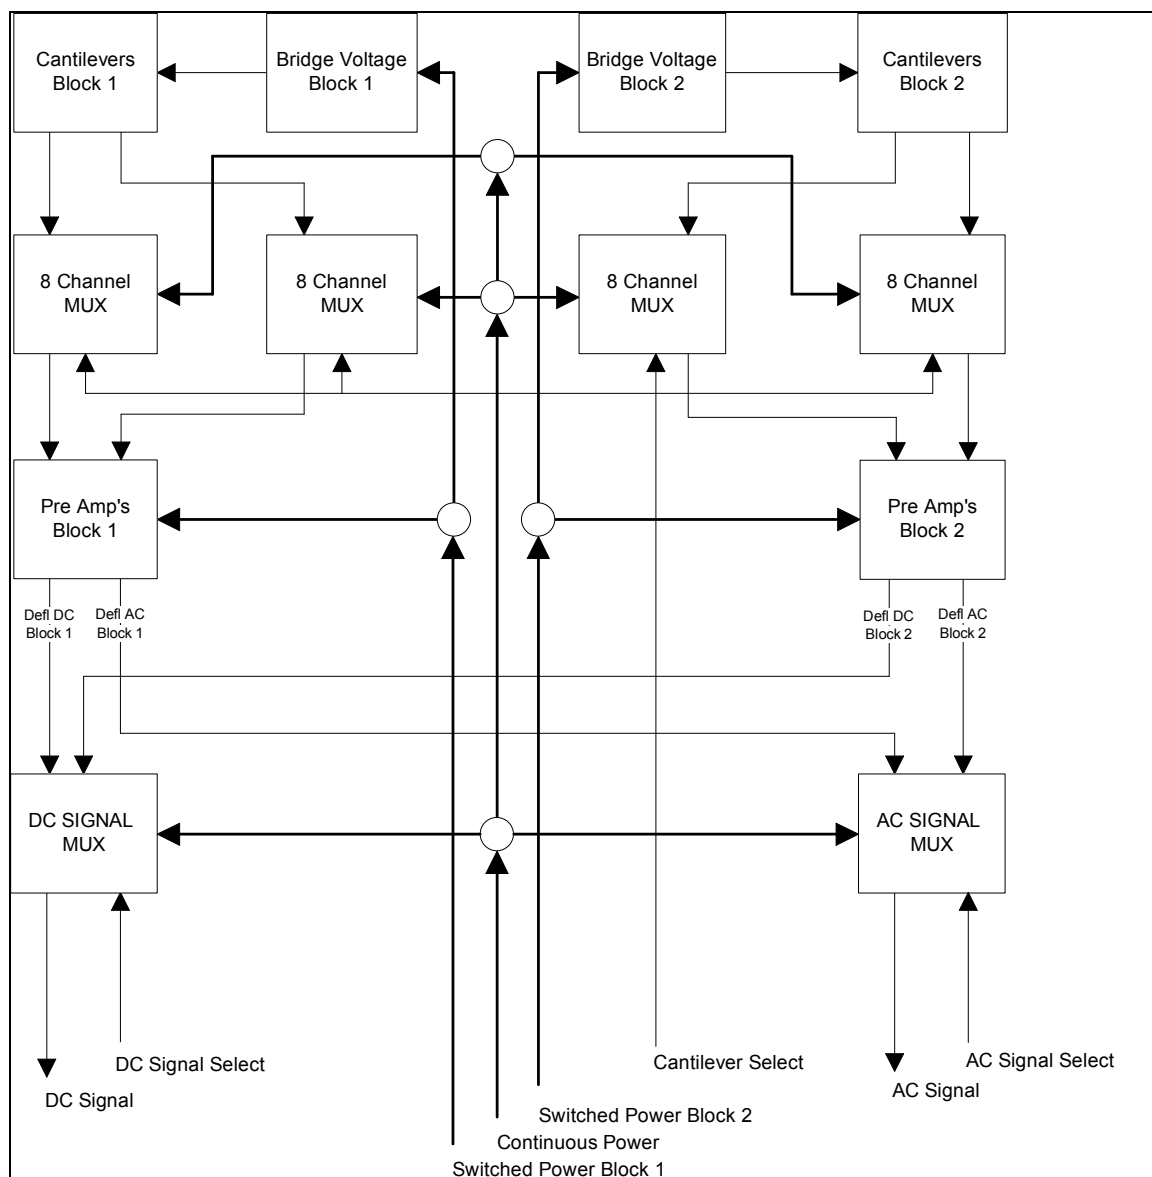 Cantilevers
Block 1
Bridge Voltage
Block 1
Bridge Voltage
Block 2
Cantilevers
Block 2
8 Channel
MUX
8 Channel
MUX
8 Channel
MUX
8 Channel
MUX
Pre Amp's
Block 1
Pre Amp's
Block 2
Defl DC
Block 1
Defl AC
Block 1
Defl DC
Block 2
Defl AC
Block 2
DC SIGNAL
MUX
AC SIGNAL
MUX
DC Signal Select
DC Signal
Cantilever Select
AC Signal Select
AC Signal
Switched Power Block 2
Continuous Power
Switched Power Block 1